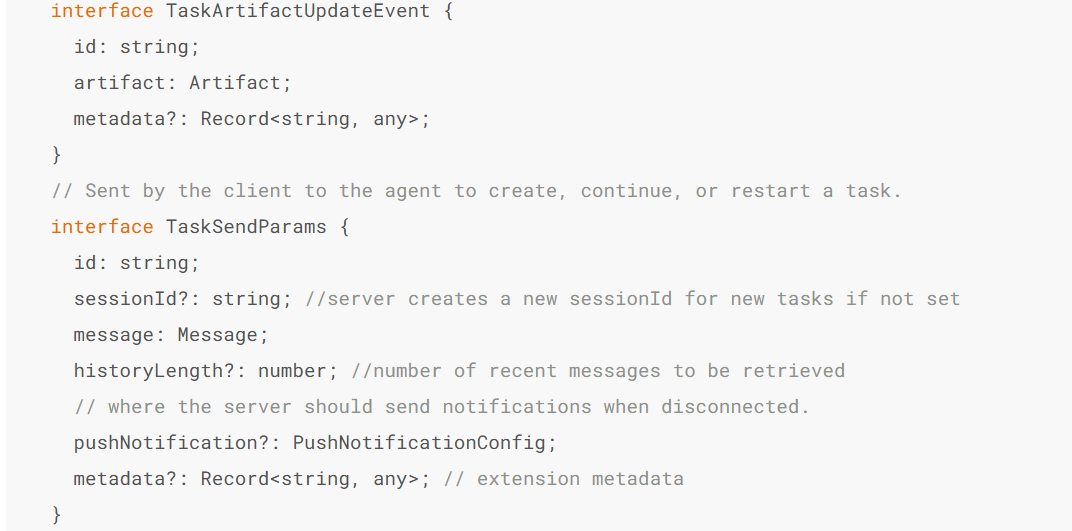 interface TaskArtifactUpdateEvent {
  id: string;
  artifact: Artifact;
  metadata?: Record<string, any>;
}
// Sent by the client to the agent to create, continue, or restart a task.
interface TaskSendParams {
  id: string;
  sessionId?: string; //server creates a new sessionId for new tasks if not set
  message: Message;
  historyLength?: number; //number of recent messages to be retrieved
  // where the server should send notifications when disconnected.
  pushNotification?: PushNotificationConfig;
  metadata?: Record<string, any>; // extension metadata
}